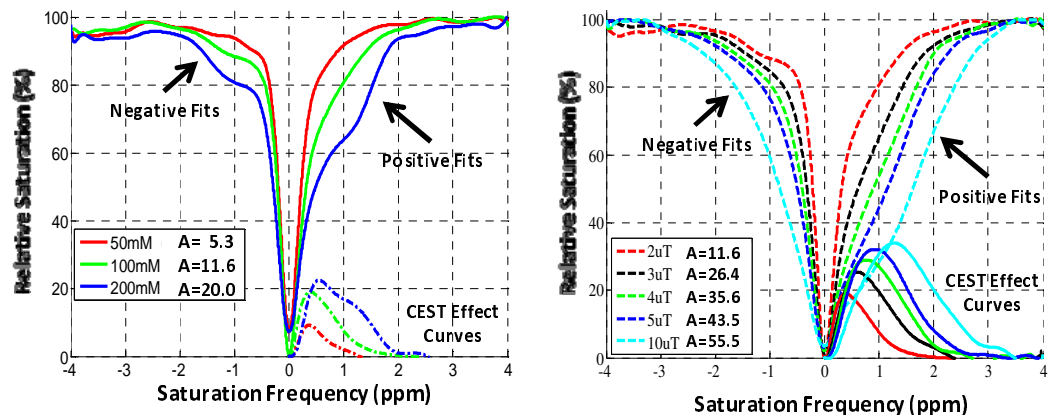 Relative Saturation (%)
100
80
60
40
20
0
-4 -3 -2 -1 0 1 2 3 4
Saturation Frequency (ppm)
Negative Fits
Positive Fits
50mM A= 5.3
100mM A=11.6
200mM A=20.0
CEST Effect
Curves
Relative Saturation (%)
100
80
60
40
20
0
-4 -3 -2 -1 0 1 2 3 4
Saturation Frequency (ppm)
Negative Fits
Positive Fits
2uT A=11.6
3uT A=26.4
4uT A=35.6
5uT A=43.5
10uT A=55.5
CEST Effect
Curves